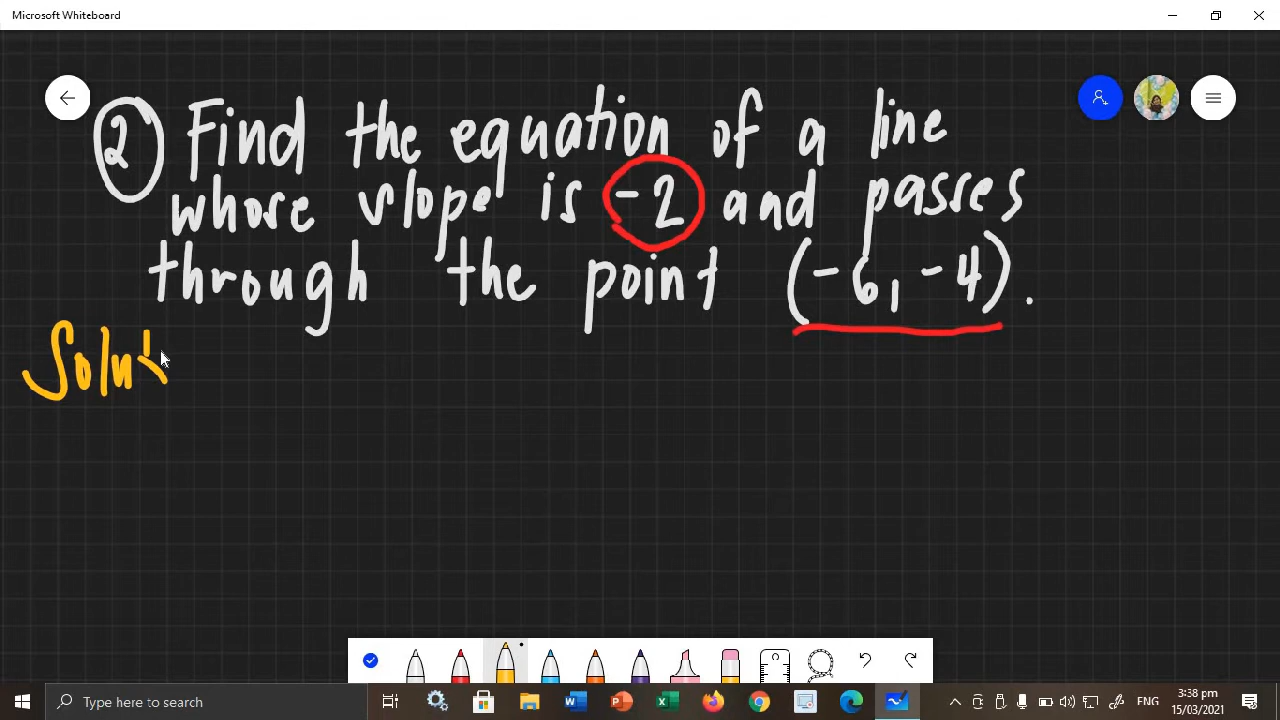 Microsoft Whiteboard
② Find the equation of a line
whose slope is -2 and passes
through the point (-6, -4).
Soln
Type here to search
ENG
3:38 pm
15/03/2021